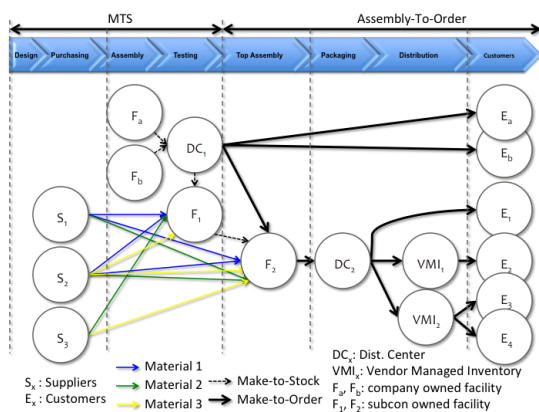 MTS
Assembly-To-Order
Design
Purchasing
Assembly
Testing
Top Assembly
Packaging
Distribution
Customers
Fa
Fb
DC1
Ea
Eb
S1
F1
E1
S2
F2
DC2
VMI1
E2
S3
VMI2
E3
E4
Sx : Suppliers
Ex : Customers
Material 1
Material 2
Material 3
Make-to-Stock
Make-to-Order
DCx: Dist. Center
VMIx: Vendor Managed Inventory
Fa, Fb: company owned facility
F1, F2: subcon owned facility